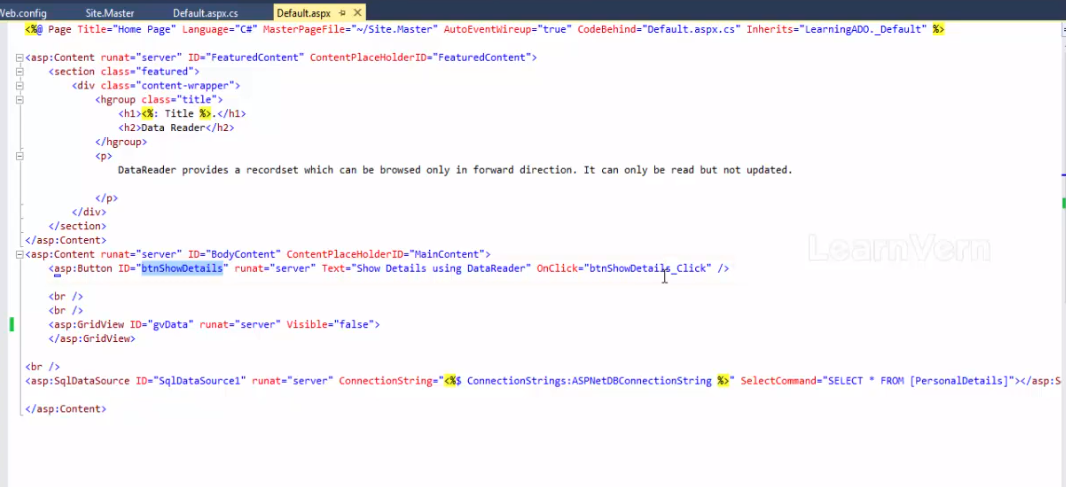 Web.config Site.Master Default.aspx.cs Default.aspx
<%@ Page Title="Home Page" Language="C#" MasterPageFile="~/Site.Master" AutoEventWireup="true" CodeBehind="Default.aspx.cs" Inherits="LearningADO._Default" %>
<asp:Content runat="server" ID="FeaturedContent" ContentPlaceHolderID="FeaturedContent">
<section class="featured">
<div class="content-wrapper">
<hgroup class="title">
<h1><%: Title %>.</h1>
<h2>Data Reader</h2>
</hgroup>
<p>
DataReader provides a recordset which can be browsed only in forward direction. It can only be read but not updated.
</p>
</div>
</section>
</asp:Content>
<asp:Content runat="server" ID="BodyContent" ContentPlaceHolderID="MainContent">
<asp:Button ID="btnShowDetails" runat="server" Text="Show Details using DataReader" OnClick="btnShowDetails_Click" />
<br />
<br />
<asp:GridView ID="gvData" runat="server" Visible="false">
</asp:GridView>
<br />
<asp:SqlDataSource ID="SqlDataSource1" runat="server" ConnectionString="<%$ ConnectionStrings:ASPNetDBConnectionString %>" SelectCommand="SELECT * FROM [PersonalDetails]"></asp:S
</asp:Content>
LearnVern